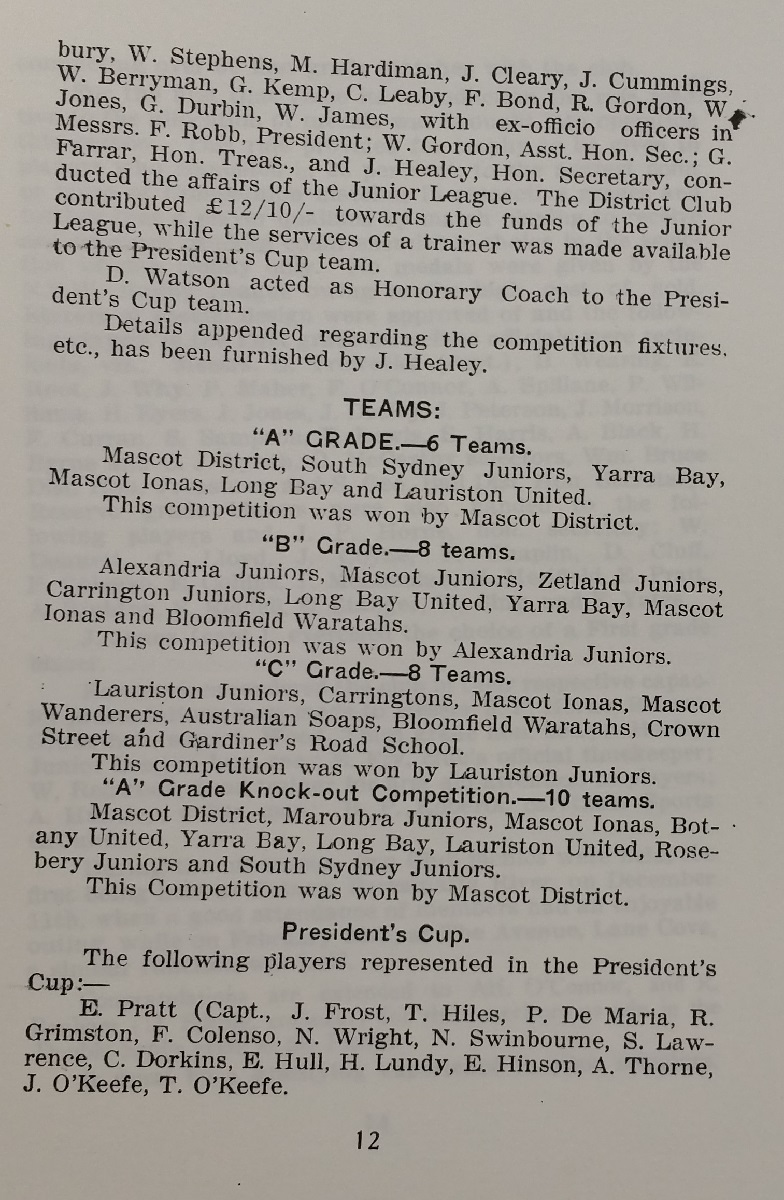 bury, W. Stephens, M. Hardiman, J. Cleary, J. Cummings,
W. Berryman, G. Kemp, C. Leaby, F. Bond, R. Gordon, W.
Jones, G. Durbin, W. James, with ex-officio officers in
Messrs. F. Robb, President; W. Gordon, Asst. Hon. Sec.; G.
Farrar, Hon. Treas., and J. Healey, Hon. Secretary, con-
ducted the affairs of the Junior League. The District Club
contributed £12/10/- towards the funds of the Junior
League, while the services of a trainer was made available
to the President's Cup team.
D. Watson acted as Honorary Coach to the Presi-
dent's Cup team.
Details appended regarding the competition fixtures,
etc., has been furnished by J. Healey.
TEAMS:
"A" GRADE.—6 Teams.
Mascot District, South Sydney Juniors, Yarra Bay,
Mascot Ionas, Long Bay and Lauriston United.
This competition was won by Mascot District.
"B" Grade.—8 teams.
Alexandria Juniors, Mascot Juniors, Zetland Juniors,
Carrington Juniors, Long Bay United, Yarra Bay, Mascot
Ionas and Bloomfield Waratahs.
This competition was won by Alexandria Juniors.
"C" Grade.—8 Teams.
Lauriston Juniors, Carringtons, Mascot Ionas, Mascot
Wanderers, Australian Soaps, Bloomfield Waratahs, Crown
Street and Gardiner's Road School.
This competition was won by Lauriston Juniors.
"A" Grade Knock-out Competition.—10 teams.
Mascot District, Maroubra Juniors, Mascot Ionas, Bot-
any United, Yarra Bay, Long Bay, Lauriston United, Rose-
bery Juniors and South Sydney Juniors.
This Competition was won by Mascot District.
President's Cup.
The following players represented in the President's
Cup:—
E. Pratt (Capt., J. Frost, T. Hiles, P. De Maria, R.
Grimston, F. Colenso, N. Wright, N. Swinbourne, S. Law-
rence, C. Dorkins, E. Hull, H. Lundy, E. Hinson, A. Thorne,
J. O'Keefe, T. O'Keefe.
12